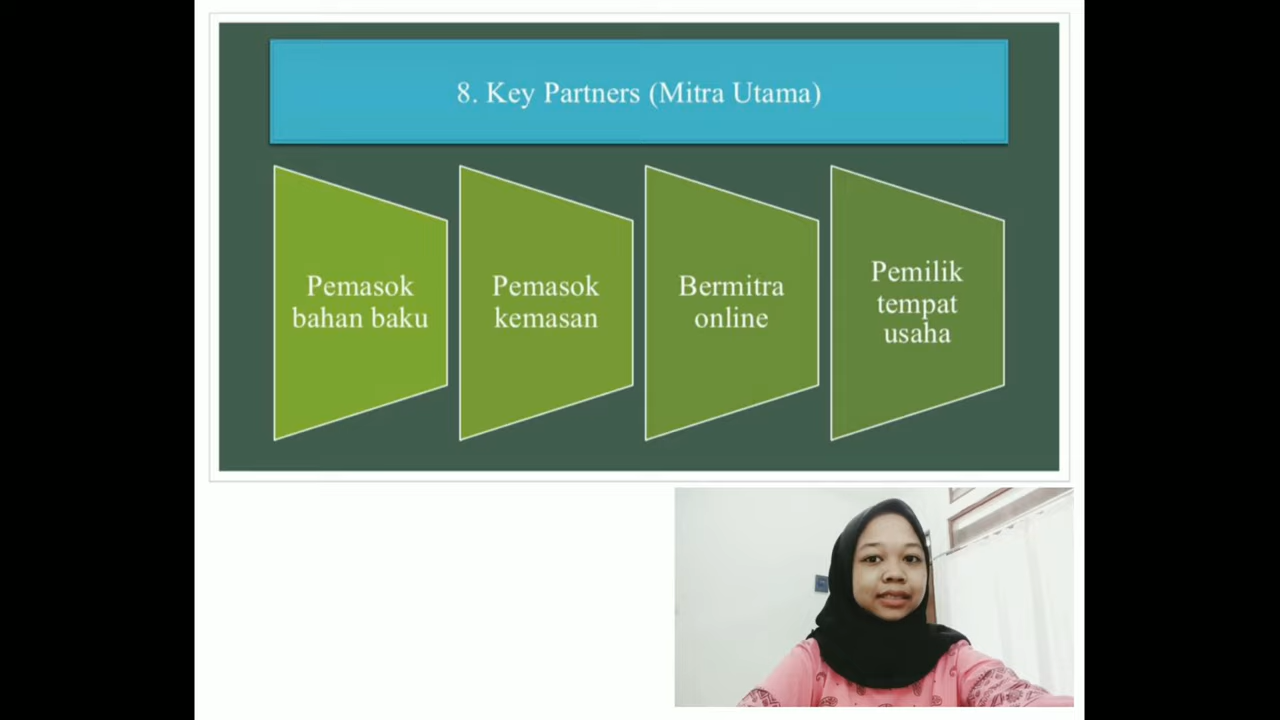 8. Key Partners (Mitra Utama)
Pemasok
bahan baku
Pemasok
kemasan
Bermitra
online
Pemilik
tempat
usaha